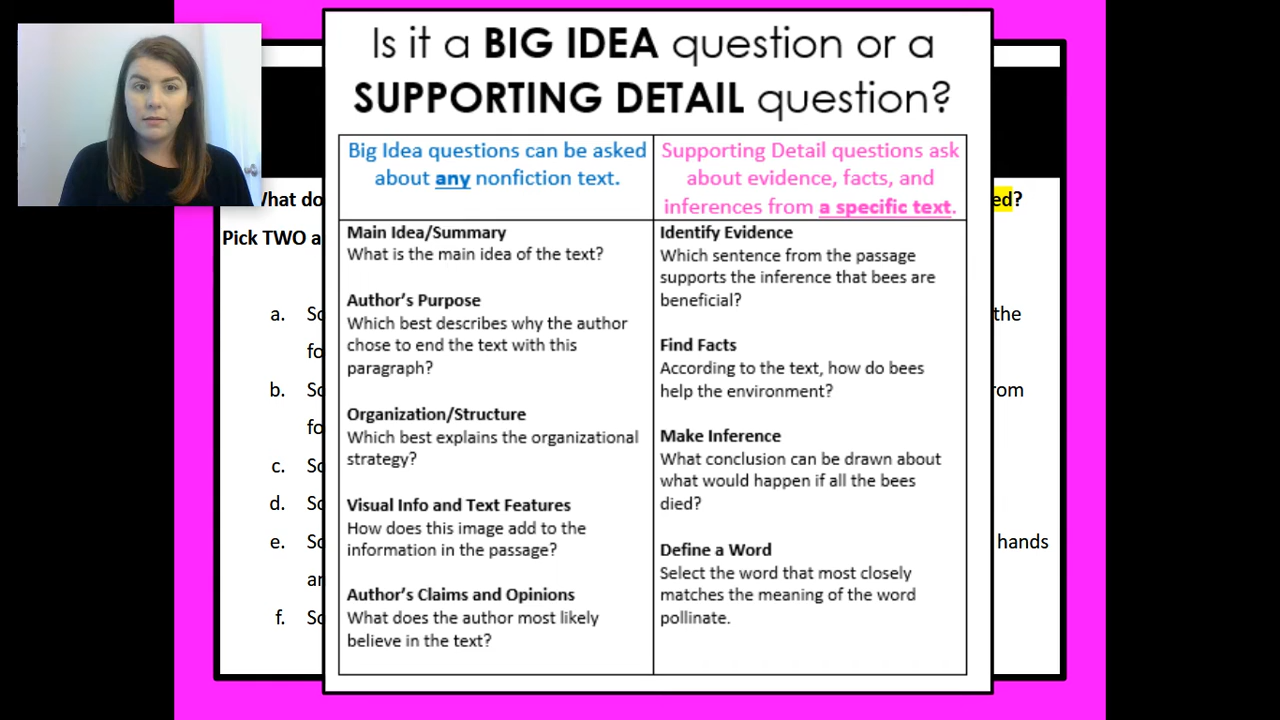 Is it a BIG IDEA question or a
SUPPORTING DETAIL question?
Big Idea questions can be asked
about any nonfiction text.
Supporting Detail questions ask
about evidence, facts, and
inferences from a specific text.
Main Idea/Summary
What is the main idea of the text?
Author's Purpose
Which best describes why the author
chose to end the text with this
paragraph?
Organization/Structure
Which best explains the organizational
strategy?
Visual Info and Text Features
How does this image add to the
information in the passage?
Author's Claims and Opinions
What does the author most likely
believe in the text?
Identify Evidence
Which sentence from the passage
supports the inference that bees are
beneficial?
Find Facts
According to the text, how do bees
help the environment?
Make Inference
What conclusion can be drawn about
what would happen if all the bees
died?
Define a Word
Select the word that most closely
matches the meaning of the word
pollinate.
Pick TWO
a. the
b.
c.
d.
e. hands
f.